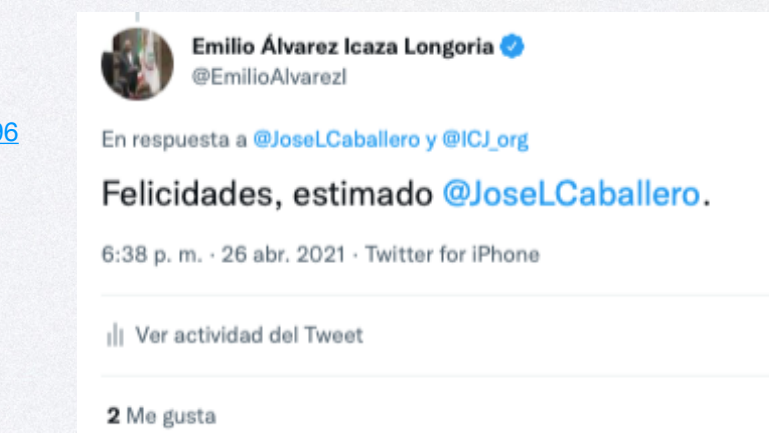 Emilio Álvarez Icaza Longoria
@EmilioAlvarezI
96
En respuesta a @JoseLCaballero y @ICJ_org
Felicidades, estimado @JoseLCaballero.
6:38 p. m. · 26 abr. 2021 · Twitter for iPhone
Ver actividad del Tweet
2 Me gusta